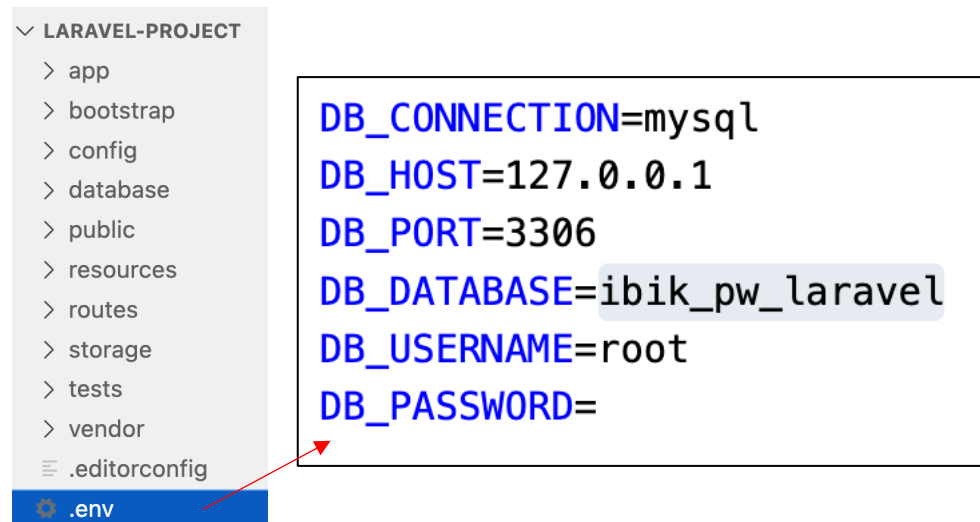 LARAVEL-PROJECT
app
bootstrap
config
database
public
resources
routes
storage
tests
vendor
.editorconfig
.env
DB_CONNECTION=mysql
DB_HOST=127.0.0.1
DB_PORT=3306
DB_DATABASE=ibik_pw_laravel
DB_USERNAME=root
DB_PASSWORD=